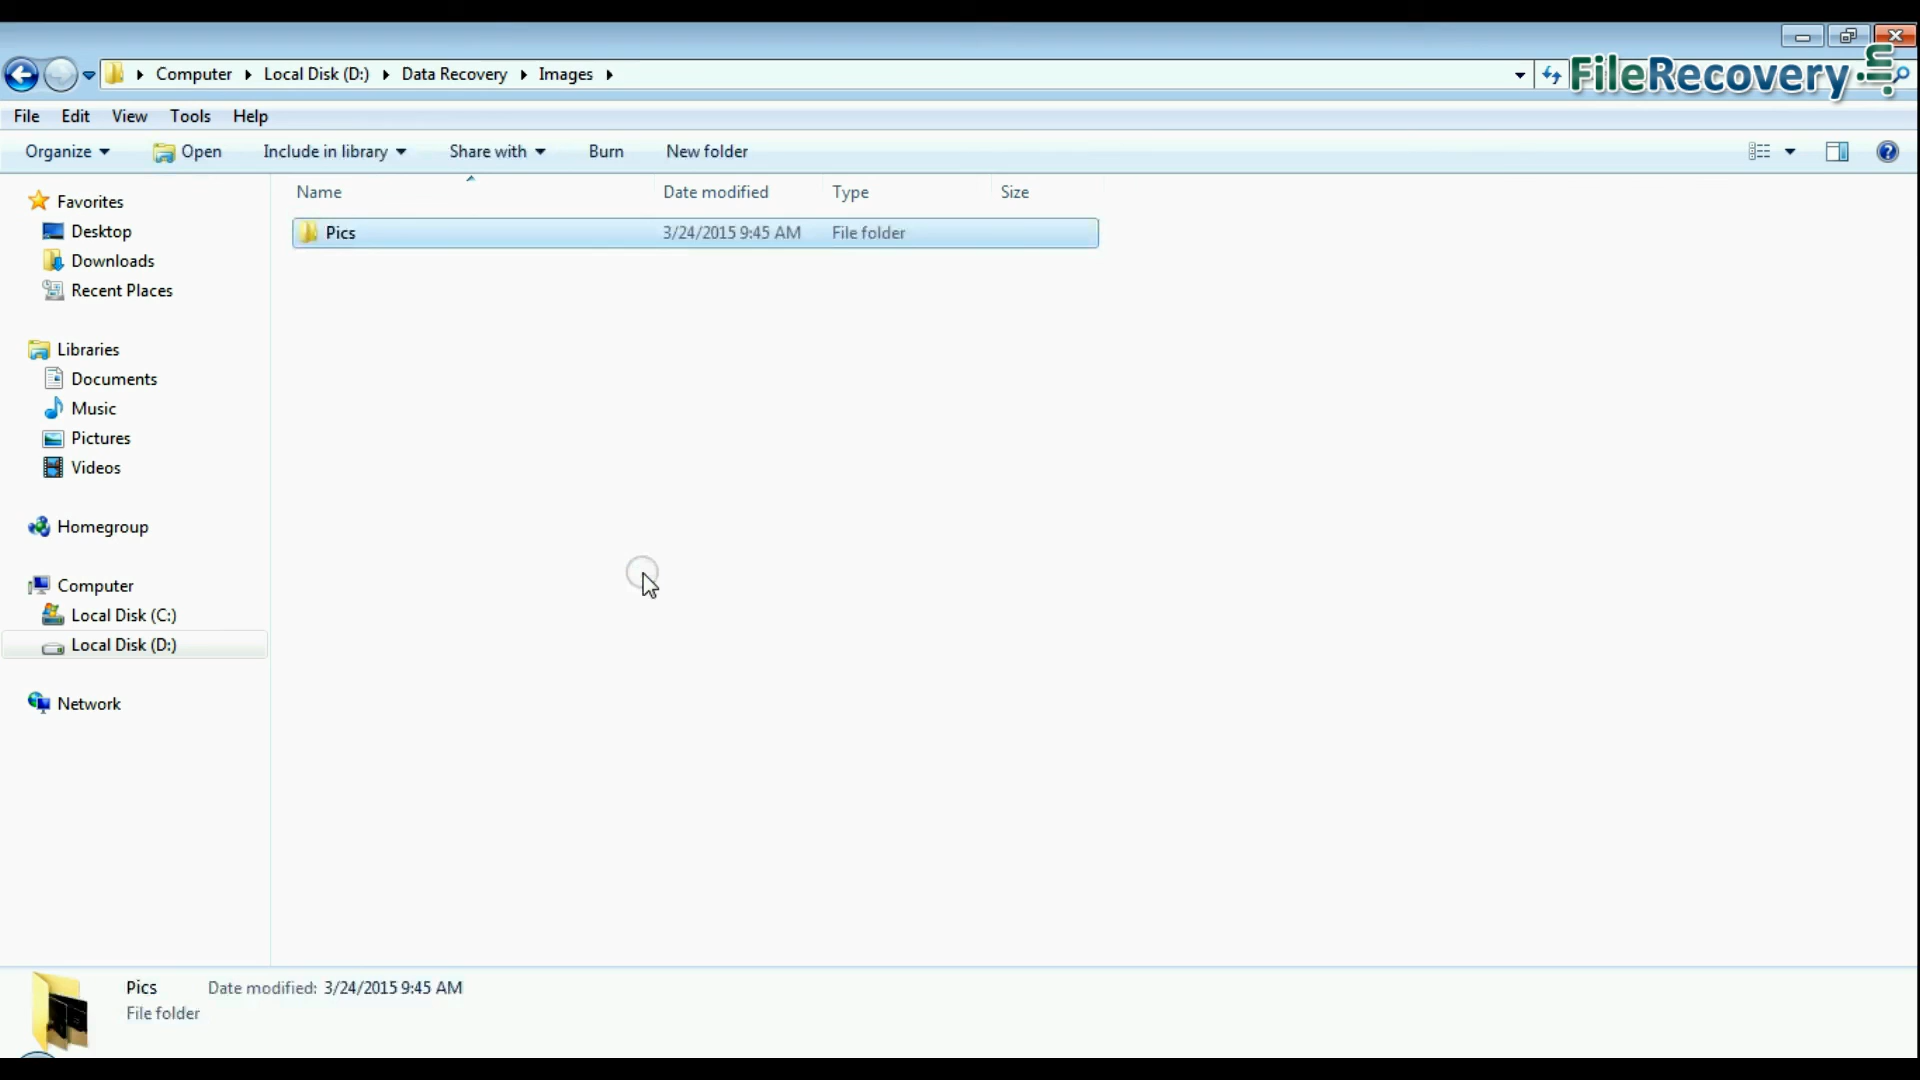 Computer Local Disk (D:) Data Recovery Images
FileRecovery
File Edit View Tools Help
Organize Open Include in library Share with Burn New folder
Name Date modified Type Size
Pics 3/24/2015 9:45 AM File folder
Favorites
Desktop
Downloads
Recent Places
Libraries
Documents
Music
Pictures
Videos
Homegroup
Computer
Local Disk (C:)
Local Disk (D:)
Network
Pics Date modified: 3/24/2015 9:45 AM
File folder